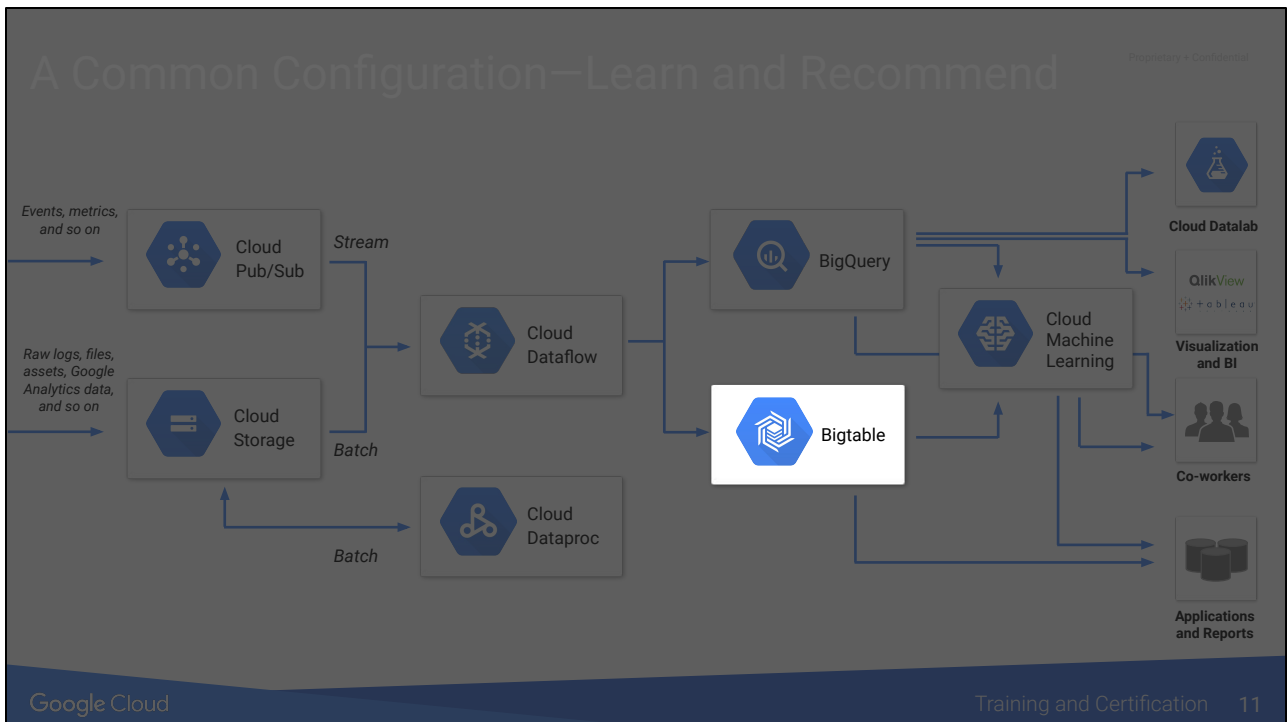 A Common Configuration—Learn and Recommend
Proprietary + Confidential
Events, metrics,
and so on
Cloud
Pub/Sub
Stream
Raw logs, files,
assets, Google
Analytics data,
and so on
Cloud
Storage
Batch
Cloud
Dataflow
Cloud
Dataproc
Batch
BigQuery
Bigtable
Cloud
Machine
Learning
Cloud Datalab
QlikView
+ a b l e a u
Visualization
and BI
Co-workers
Applications
and Reports
Google Cloud
Training and Certification 11